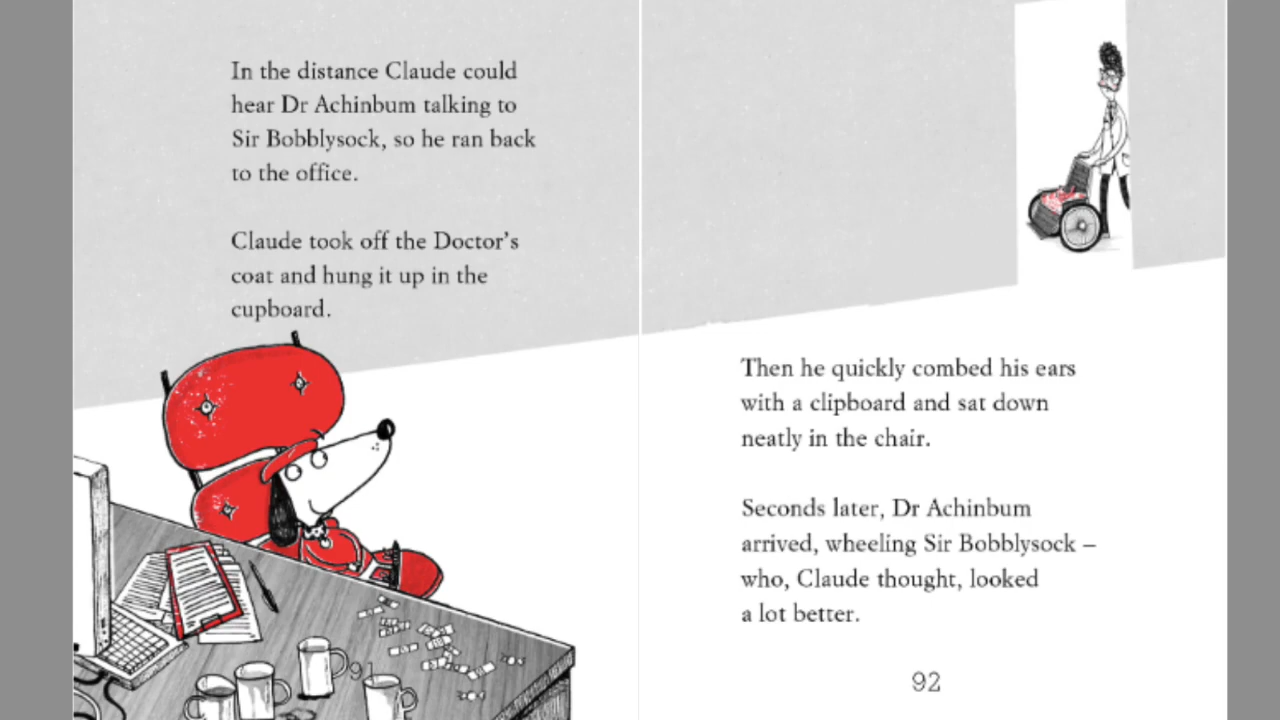 In the distance Claude could
hear Dr Achinbum talking to
Sir Bobblysock, so he ran back
to the office.
Claude took off the Doctor's
coat and hung it up in the
cupboard.
91
Then he quickly combed his ears
with a clipboard and sat down
neatly in the chair.
Seconds later, Dr Achinbum
arrived, wheeling Sir Bobblysock –
who, Claude thought, looked
a lot better.
92